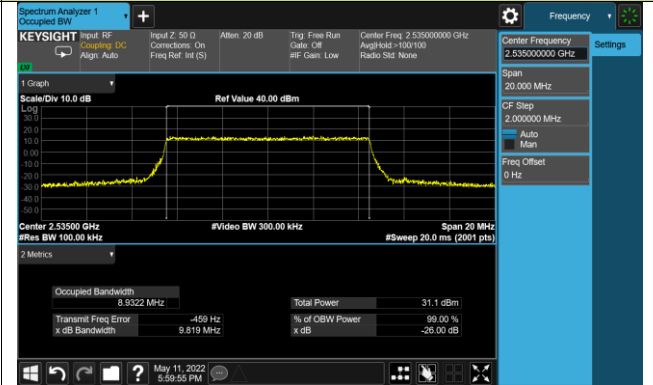 Spectrum Analyzer 1
Occupied BW
Frequency
KEYSIGHT
Input: RF
Coupling: DC
Align: Auto
Input Z: 50 Ω
Corrections: On
Freq Ref: Int (S)
Atten: 20 dB
Trig: Free Run
Gate: Off
#IF Gain: Low
Center Freq: 2.535000000 GHz
Avg|Hold:>100/100
Radio Std: None
Center Frequency
2.535000000 GHz
Settings
Span
20.000 MHz
CF Step
2.000000 MHz
Auto
Man
Freq Offset
0 Hz
1 Graph
Scale/Div 10.0 dB
Ref Value 40.00 dBm
Log
30.0
20.0
10.0
0.00
-10.0
-20.0
-30.0
-40.0
-50.0
Center 2.53500 GHz
#Video BW 300.00 kHz
Span 20 MHz
#Res BW 100.00 kHz
#Sweep 20.0 ms (2001 pts)
2 Metrics
Occupied Bandwidth
8.9322 MHz
Total Power
31.1 dBm
Transmit Freq Error
-459 Hz
% of OBW Power
99.00 %
x dB Bandwidth
9.819 MHz
x dB
-26.00 dB
?
May 11, 2022
5:59:55 PM